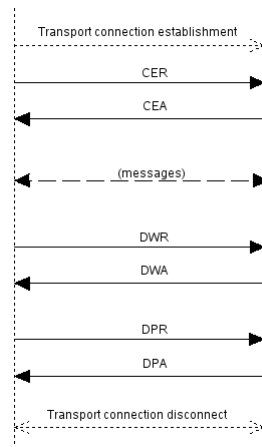 Transport connection establishment
CER
CEA
(messages)
DWR
DWA
DPR
DPA
Transport connection disconnect